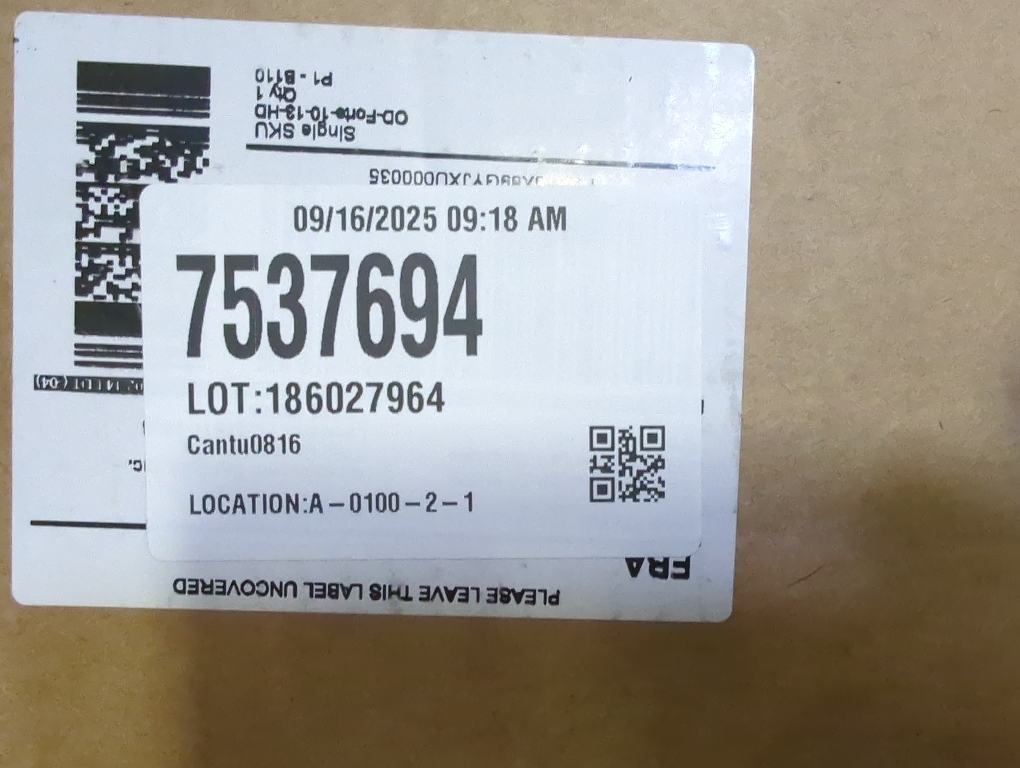 09/16/2025 09:18 AM
7537694
LOT:186027964
Cantu0816
LOCATION:A-0100-2-1
PLEASE LEAVE THIS LABEL UNCOVERED
FBA
Single SKU
OD-Forte-10-13-HD
Qty 1
P1 - B110